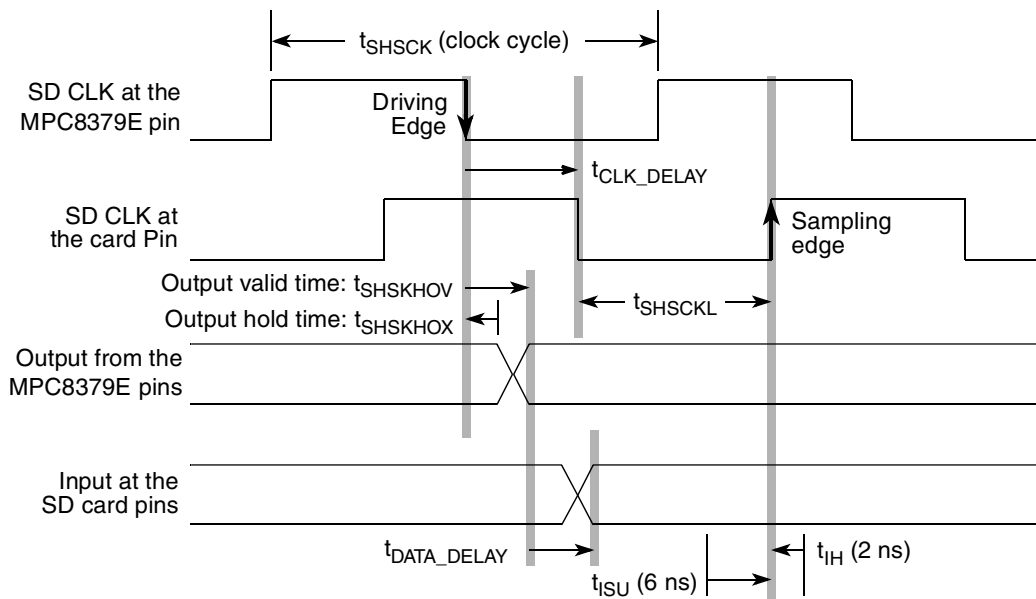 tSHSCK (clock cycle)
SD CLK at the
MPC8379E pin
Driving
Edge
tCLK_DELAY
SD CLK at
the card Pin
Sampling
edge
Output valid time: tSHSKHOV
tSHSCKL
Output hold time: tSHSKHOX
Output from the
MPC8379E pins
Input at the
SD card pins
tDATA_DELAY
tIH (2 ns)
tISU (6 ns)